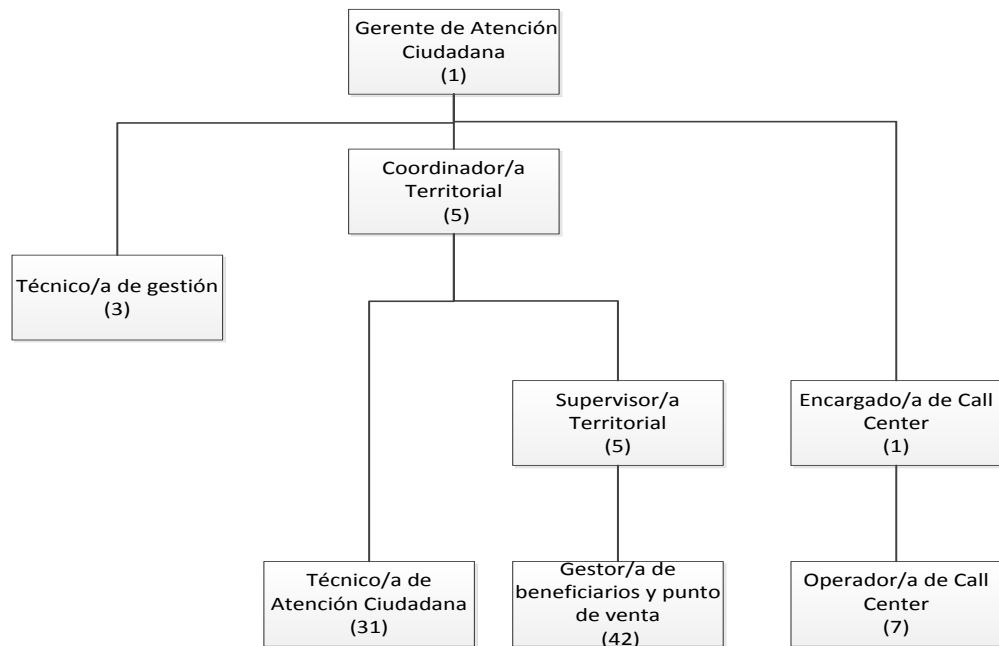 Gerente de Atención
Ciudadana
(1)
Coordinador/a
Territorial
(5)
Técnico/a de gestión
(3)
Supervisor/a
Territorial
(5)
Encargado/a de Call
Center
(1)
Técnico/a de
Atención Ciudadana
(31)
Gestor/a de
beneficiarios y punto
de venta
(42)
Operador/a de Call
Center
(7)